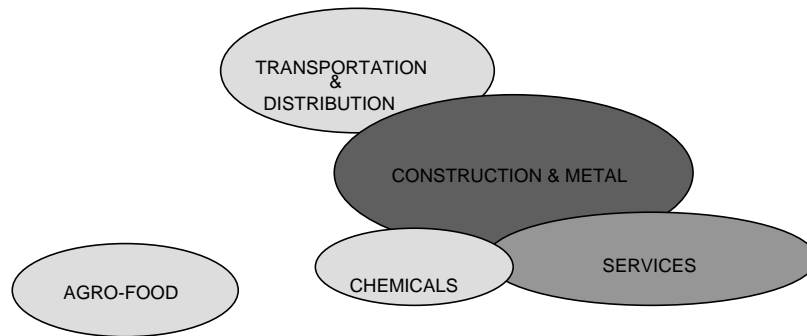 TRANSPORTATION
&
DISTRIBUTION
CONSTRUCTION & METAL
SERVICES
CHEMICALS
AGRO-FOOD